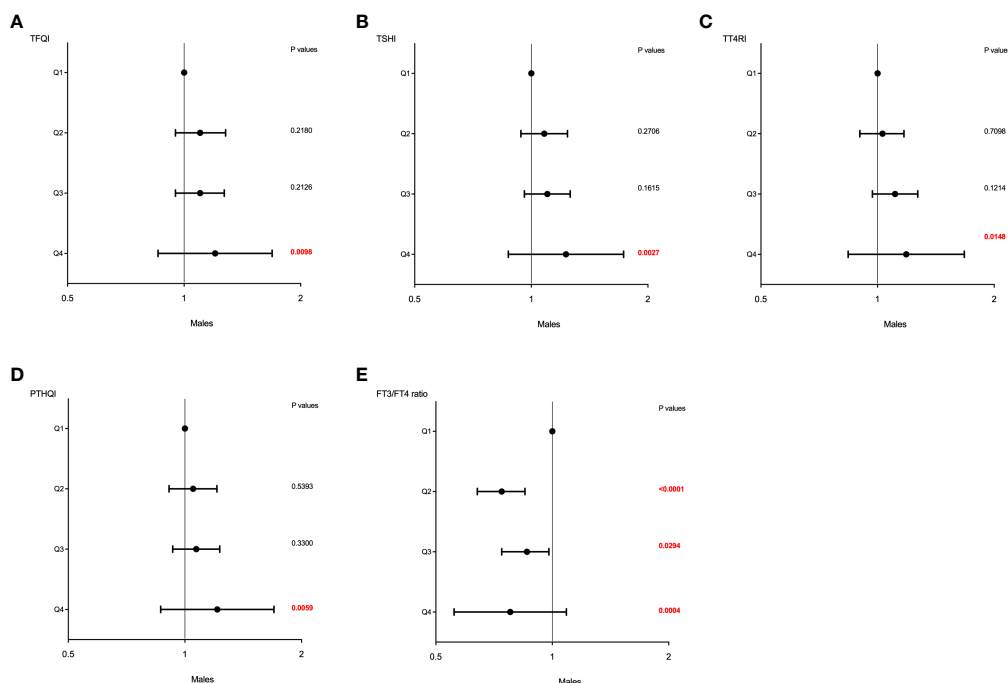 A
TFQI
P values
Q1
Q2
0.2180
Q3
0.2126
Q4
0.0098
0.5
1
2
Males
B
TSHI
P values
Q1
Q2
0.2706
Q3
0.1615
Q4
0.0027
0.5
1
2
Males
C
TT4RI
P values
Q1
Q2
0.7098
Q3
0.1214
0.0148
Q4
0.5
1
2
Males
D
PTHQI
P values
Q1
Q2
0.5393
Q3
0.3300
Q4
0.0059
0.5
1
2
Males
E
FT3/FT4 ratio
P values
Q1
Q2
<0.0001
Q3
0.0294
Q4
0.0004
0.5
1
2
Males